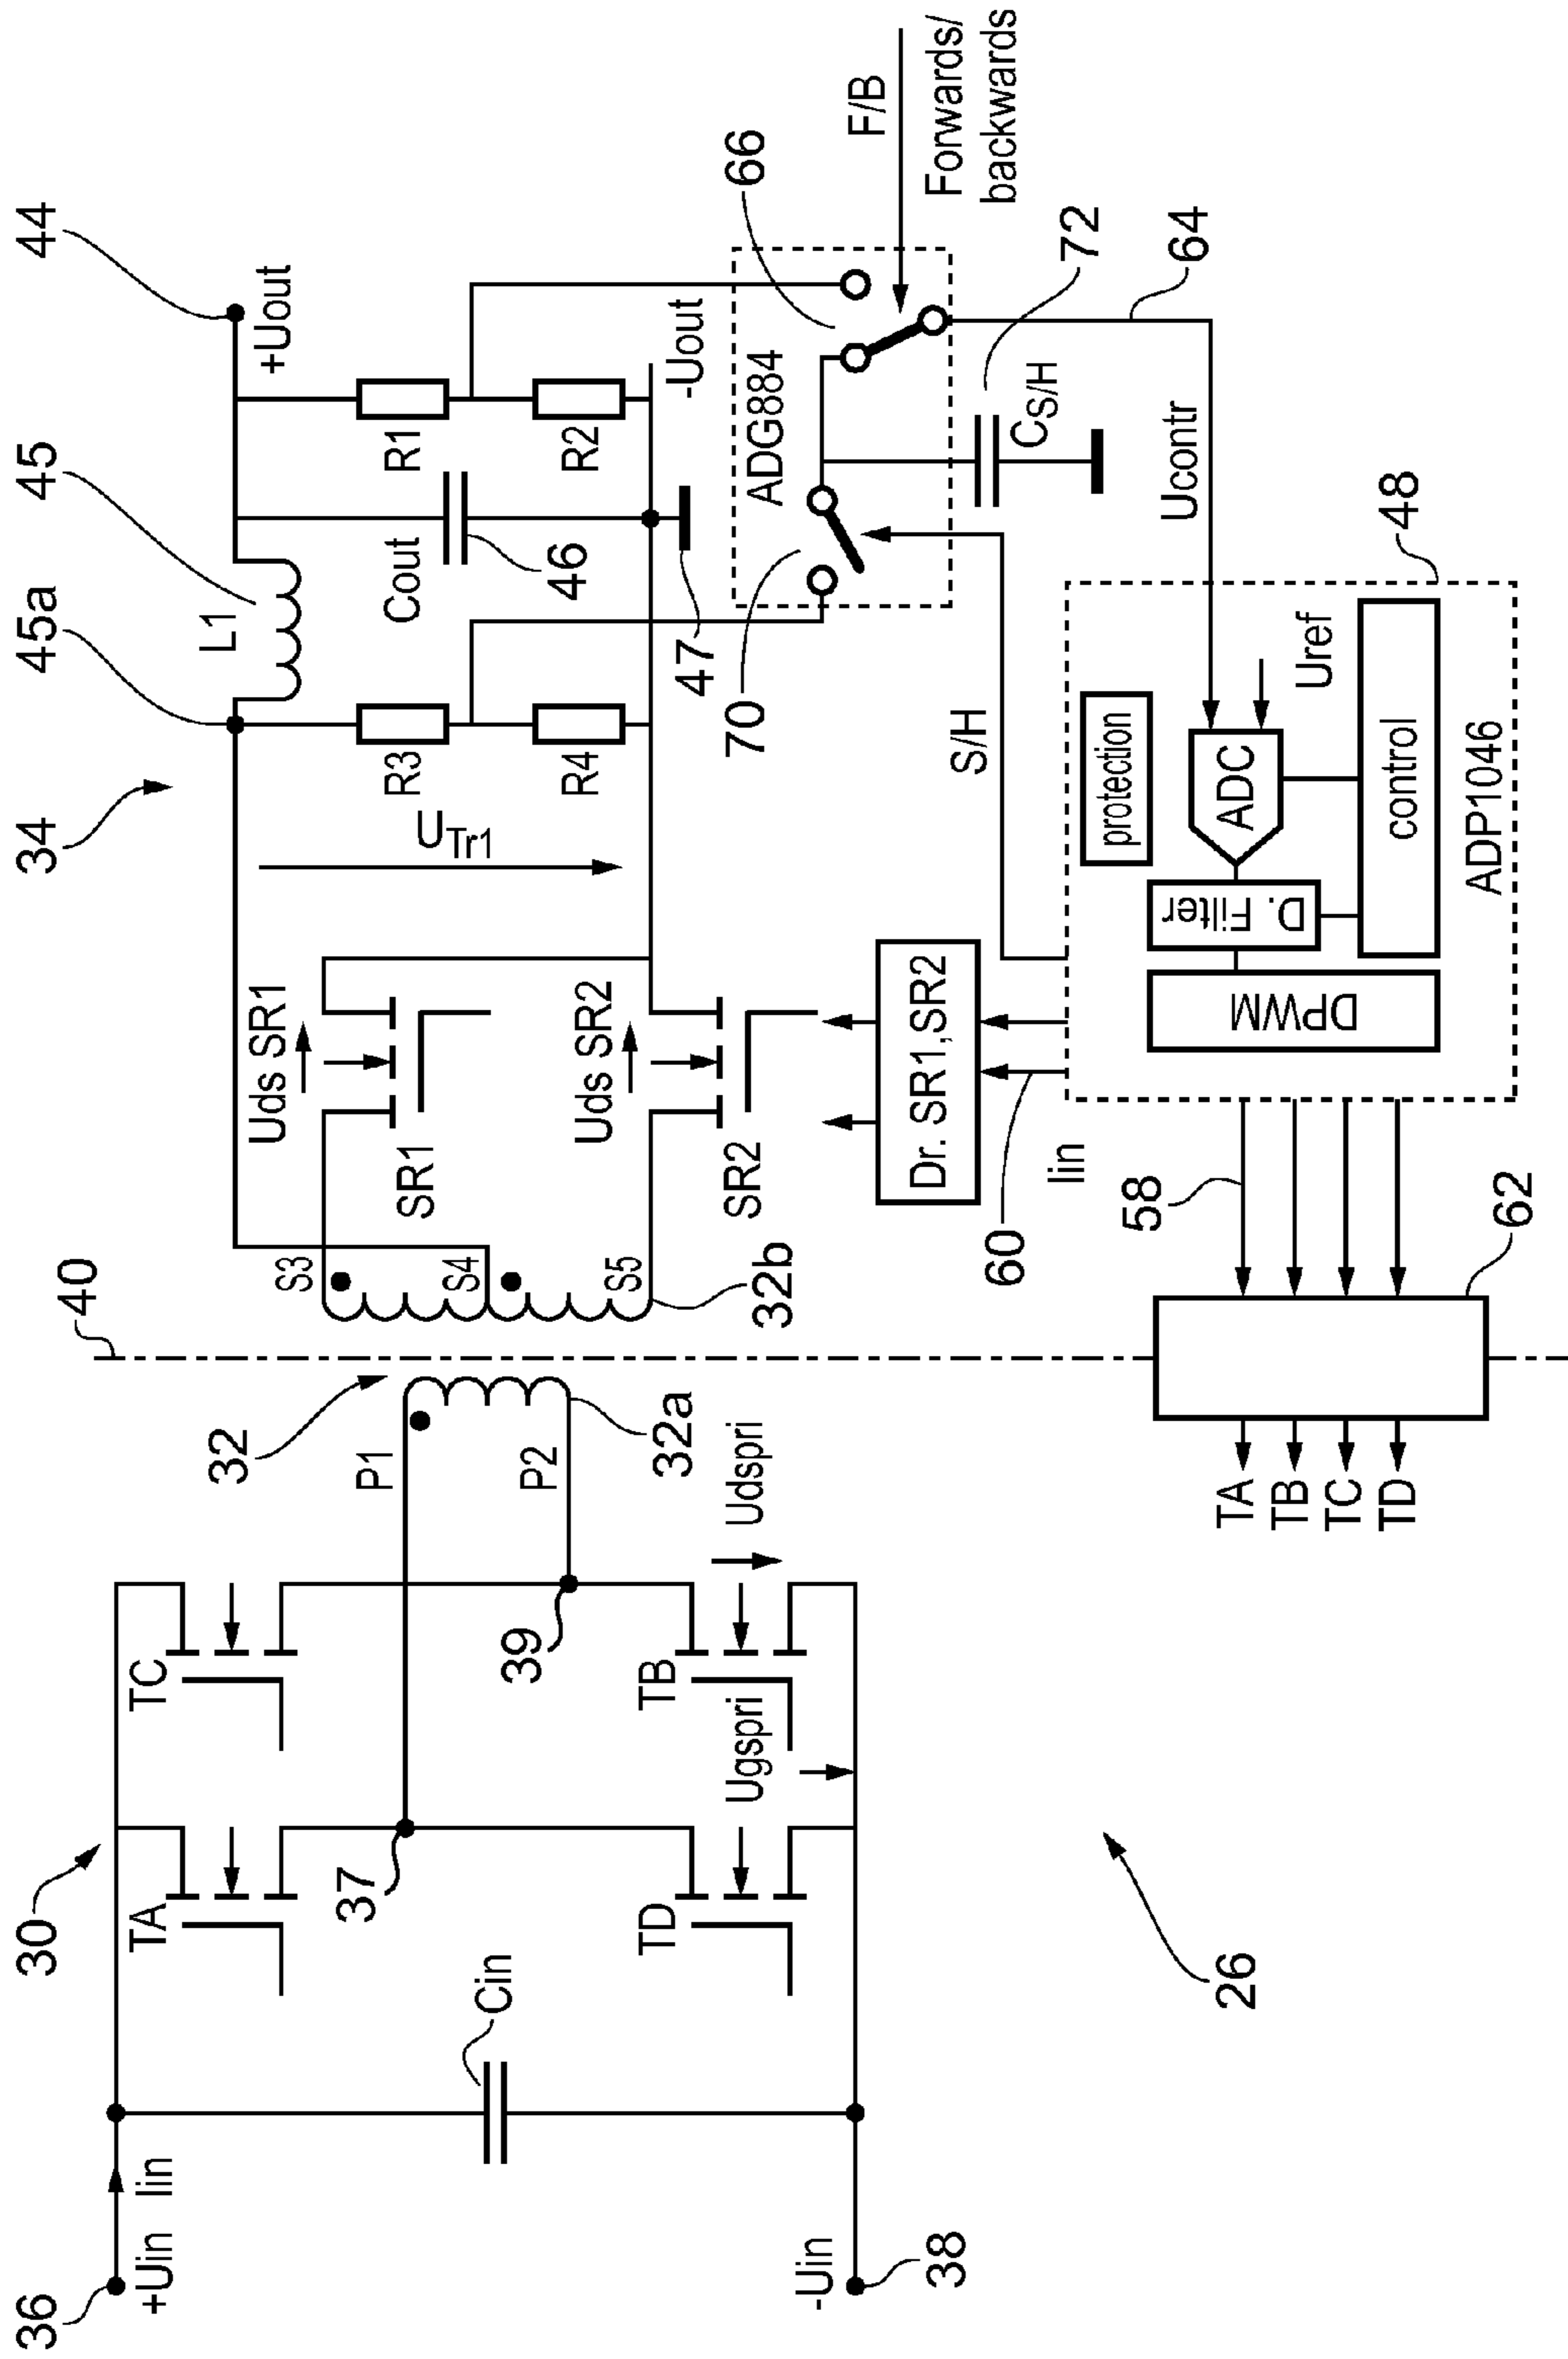 36
+Uin
Iin
30
TA
TC
Cin
37
39
TD
TB
Ugspri
Udspri
-Uin
38
26
32
P1
P2
32a
40
S3
S4
S5
32b
34
Uds SR1
SR1
Uds SR2
SR2
UTr1
45a
45
L1
44
+Uout
R3
R4
Cout
46
R1
R2
47
-Uout
70
ADG884
66
F/B
Forwards/
backwards
72
CS/H
64
S/H
Ucontr
Dr. SR1,SR2
60
Iin
48
protection
Uref
ADC
D. Filter
DPWM
control
ADP1046
58
62
TA
TB
TC
TD